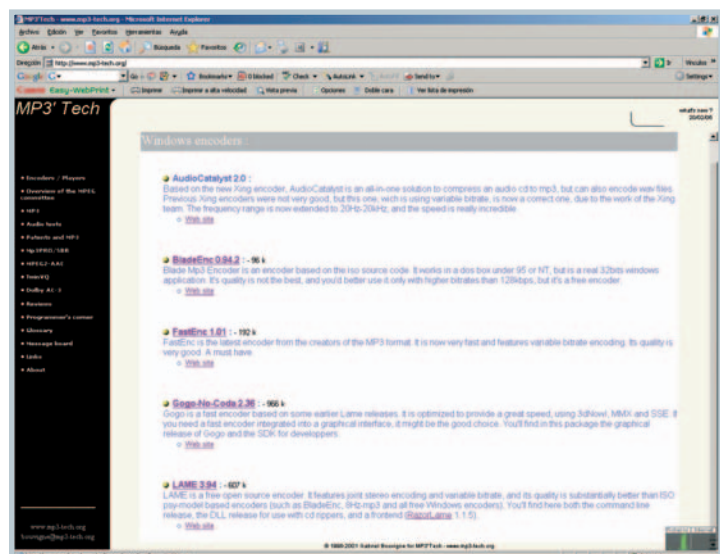 MP3'Tech - www.mp3-tech.org - Microsoft Internet Explorer
Archivo Edición Ver Favoritos Herramientas Ayuda
Atrás Búsqueda Favoritos
Dirección http://www.mp3-tech.org/ Ir Vínculos
Google Go Bookmarks 0 blocked Check AutoLink Send to Settings
Canon Easy-WebPrint Imprimir Imprimir a alta velocidad Vista previa Opciones Doble cara Ver lista de impresión
MP3' Tech
what's new ?
20/02/06
Windows encoders :
Encoders / Players
Overview of the MPEG committee
MP3
Audio tests
Patents and MP3
Mp3PRO/SBR
MPEG2-AAC
TwinVQ
Dolby AC-3
Reviews
Programmer's corner
Glossary
Message board
Links
About
www.mp3-tech.org
bouvigne@mp3-tech.org
AudioCatalyst 2.0 :
Based on the new Xing encoder, AudioCatalyst is an all-in-one solution to compress an audio cd to mp3, but can also encode wav files.
Previous Xing encoders were not very good, but this one, wich is using variable bitrate, is now a correct one, due to the work of the Xing
team. The frequency range is now extended to 20Hz-20kHz, and the speed is really incredible
Web site
BladeEnc 0.94.2 : - 96 k
Blade Mp3 Encoder is an encoder based on the iso source code. It works in a dos box under 95 or NT, but is a real 32bits windows
application. It's quality is not the best, and you'd better use it only with higher bitrates than 128kbps, but it's a free encoder.
Web site
FastEnc 1.01 : - 192 k
FastEnc is the latest encoder from the creators of the MP3 format. It is now very fast and features variable bitrate encoding. Its quality is
very good. A must have.
Web site
Gogo-No-Coda 2.36 : - 966 k
Gogo is a fast encoder based on some earlier Lame releases. It is optimized to provide a great speed, using 3dNow!, MMX and SSE. If
you need a fast encoder integrated into a graphical interface, it might be the good choice. You'll find in this package the graphical
release of Gogo and the SDK for developpers.
Web site
LAME 3.94 : - 607 k
LAME is a free open source encoder. It features joint stereo encoding and variable bitrate, and its quality is substantially better than ISO
psy-model based encoders (such as BladeEnc, 8Hz-mp3 and all free Windows encoders). You'll find here both the command line
release, the DLL release for use with cd rippers, and a frontend (RazorLame 1.1.5).
Web site
© 1998-2001 Gabriel Bouvigne for MP3'Tech - www.mp3-tech.org